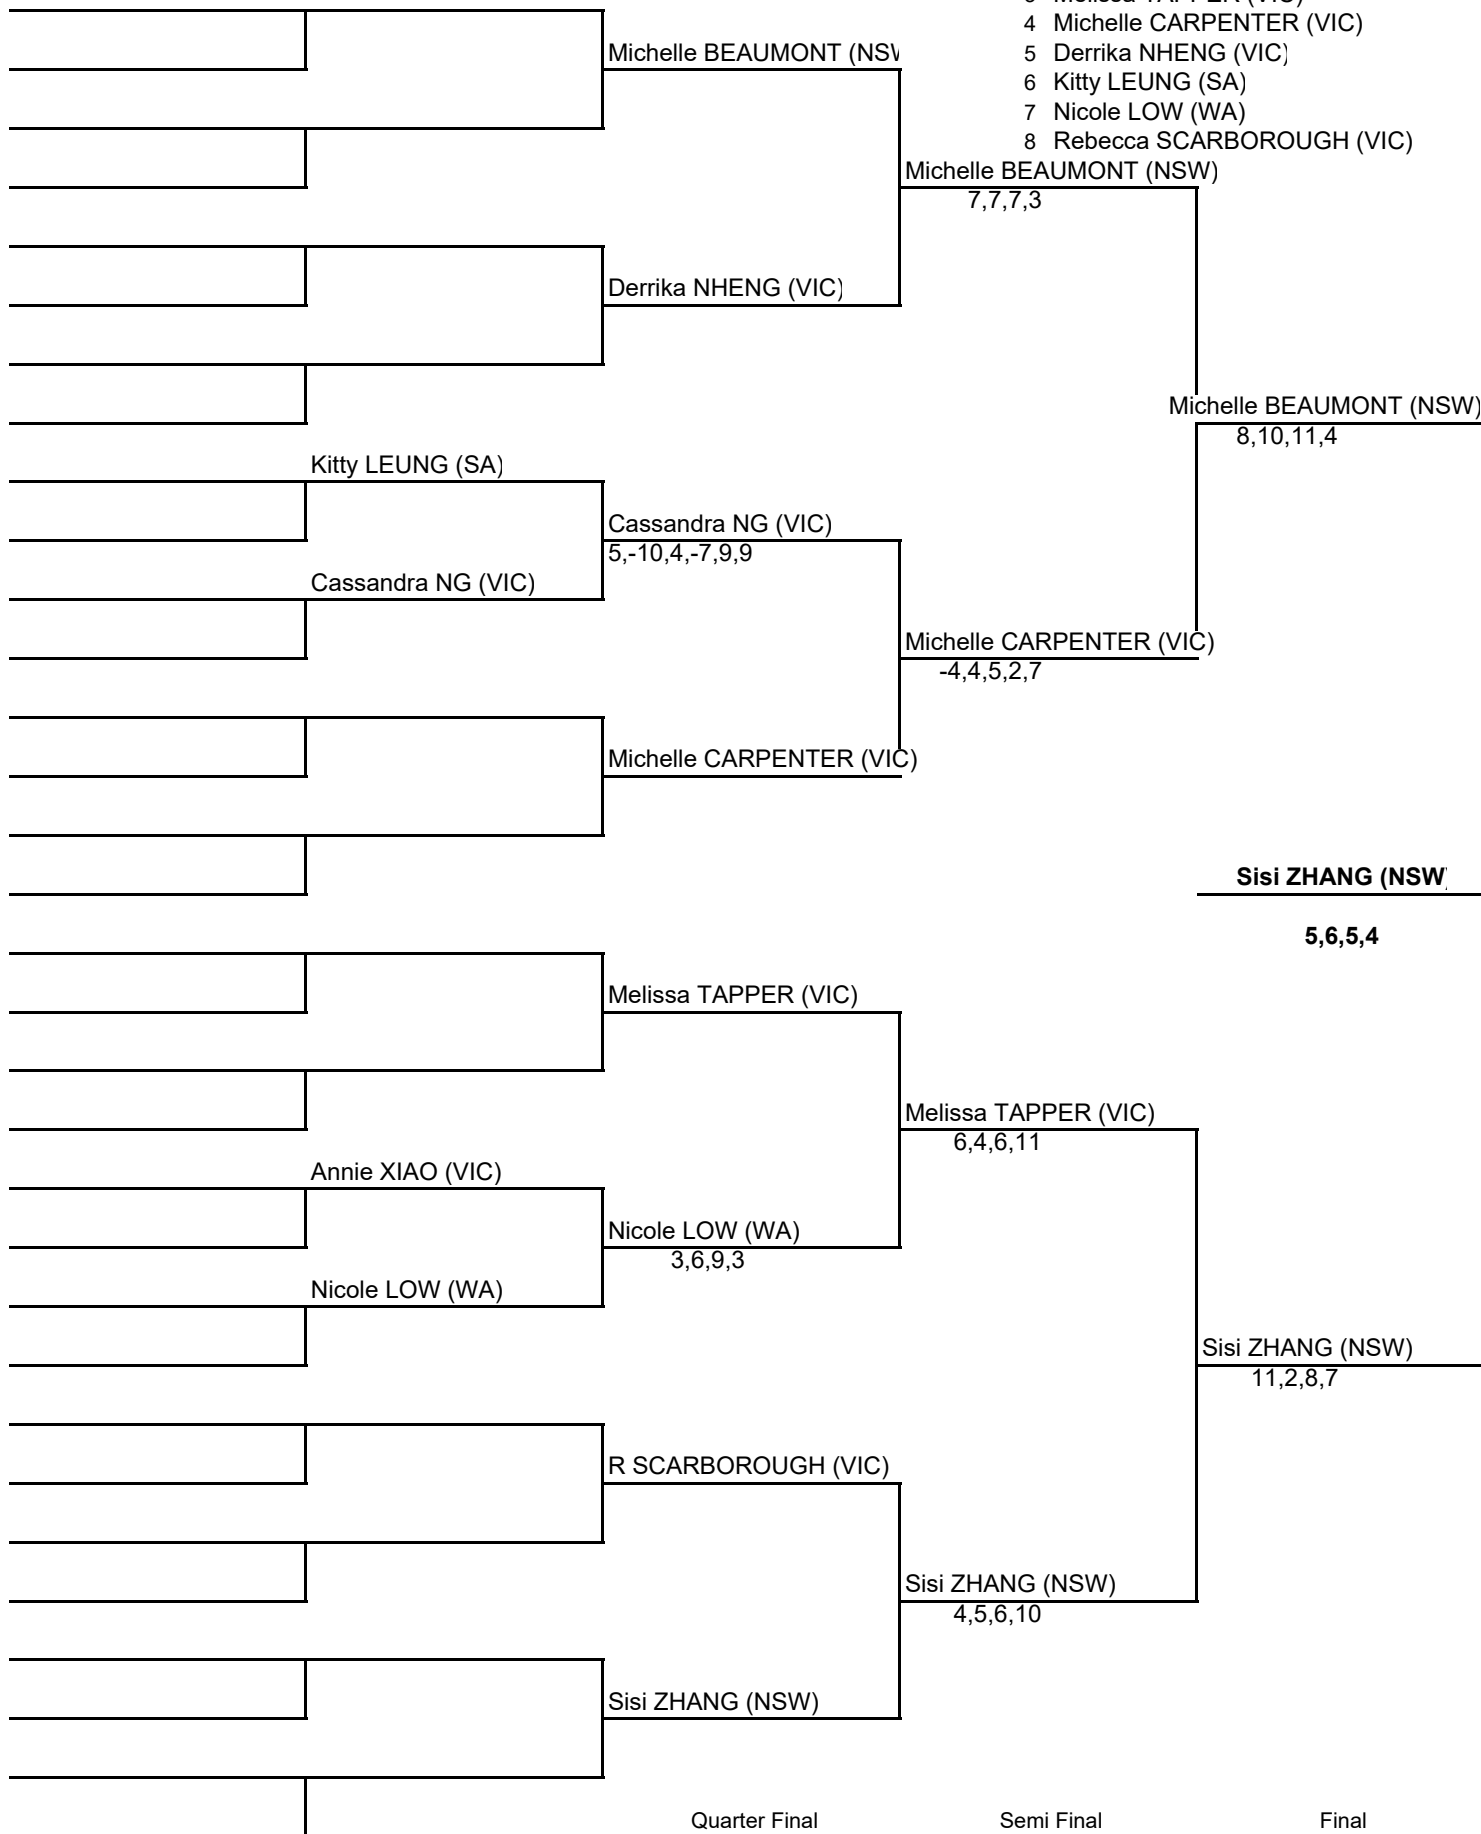 4 Michelle CARPENTER (VIC)
Michelle BEAUMONT (NSW
5 Derrika NHENG (VIC)
6 Kitty LEUNG (SA)
7 Nicole LOW (WA)
8 Rebecca SCARBOROUGH (VIC)
Michelle BEAUMONT (NSW)
7,7,7,3
Derrika NHENG (VIC)
Michelle BEAUMONT (NSW)
8,10,11,4
Kitty LEUNG (SA)
Cassandra NG (VIC)
5,-10,4,-7,9,9
Cassandra NG (VIC)
Michelle CARPENTER (VIC)
-4,4,5,2,7
Michelle CARPENTER (VIC)
Sisi ZHANG (NSW)
5,6,5,4
Melissa TAPPER (VIC)
Melissa TAPPER (VIC)
6,4,6,11
Annie XIAO (VIC)
Nicole LOW (WA)
3,6,9,3
Nicole LOW (WA)
Sisi ZHANG (NSW)
11,2,8,7
R SCARBOROUGH (VIC)
Sisi ZHANG (NSW)
4,5,6,10
Sisi ZHANG (NSW)
Quarter Final
Semi Final
Final